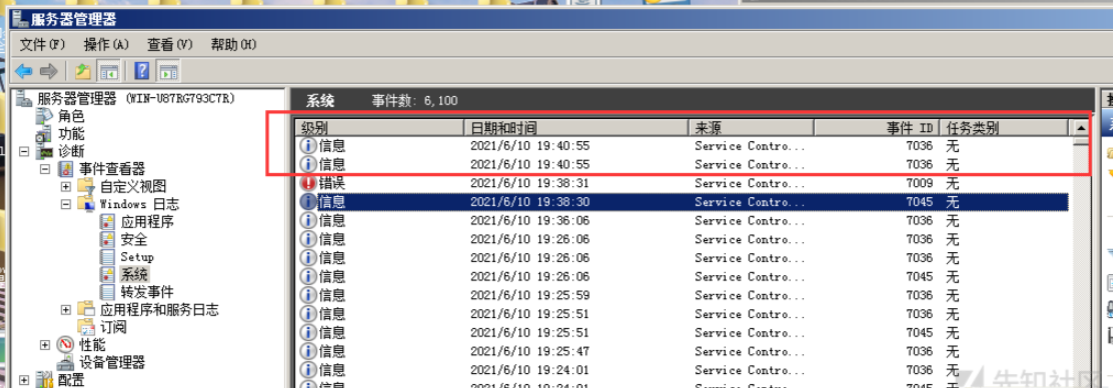 服务器管理器
文件(F) 操作(A) 查看(V) 帮助(H)
服务器管理器 (WIN-U87RG793C7R)
角色
功能
诊断
事件查看器
自定义视图
Windows 日志
应用程序
安全
Setup
系统
转发事件
应用程序和服务日志
订阅
性能
设备管理器
配置
系统 事件数: 6,100
级别 日期和时间 来源 事件 ID 任务类别
信息 2021/6/10 19:40:55 Service Contro... 7036 无
信息 2021/6/10 19:40:55 Service Contro... 7036 无
错误 2021/6/10 19:38:31 Service Contro... 7009 无
信息 2021/6/10 19:38:30 Service Contro... 7045 无
信息 2021/6/10 19:36:06 Service Contro... 7036 无
信息 2021/6/10 19:26:06 Service Contro... 7036 无
信息 2021/6/10 19:26:06 Service Contro... 7036 无
信息 2021/6/10 19:26:06 Service Contro... 7045 无
信息 2021/6/10 19:25:59 Service Contro... 7036 无
信息 2021/6/10 19:25:51 Service Contro... 7036 无
信息 2021/6/10 19:25:51 Service Contro... 7045 无
信息 2021/6/10 19:25:47 Service Contro... 7036 无
信息 2021/6/10 19:24:01 Service Contro... 7036 无
信息 2021/6/10 19:24:01 Service Contro... 7045 无
先知社区